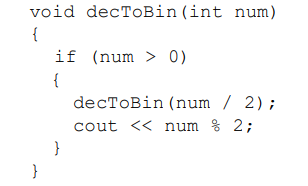 void decToBin(int num)
{
if (num > 0)
{
decToBin(num / 2);
cout << num % 2;
}
}